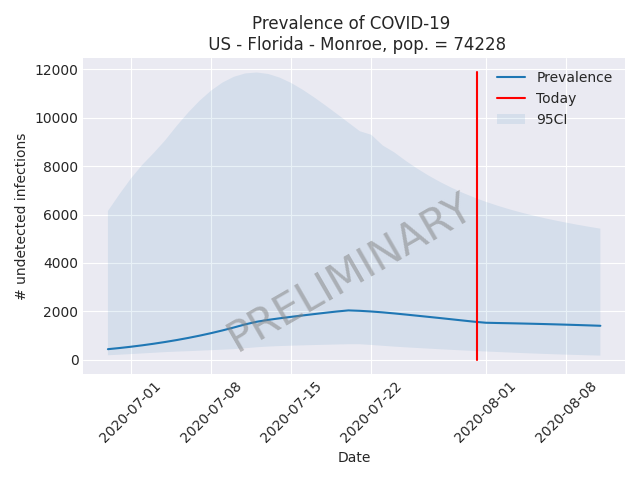 Prevalence of COVID-19
US - Florida - Monroe, pop. = 74228
12000
10000
8000
6000
4000
2000
0
# undetected infections
Prevalence
Today
95CI
PRELIMINARY
2020-07-01
2020-07-08
2020-07-15
2020-07-22
2020-08-01
2020-08-08
Date